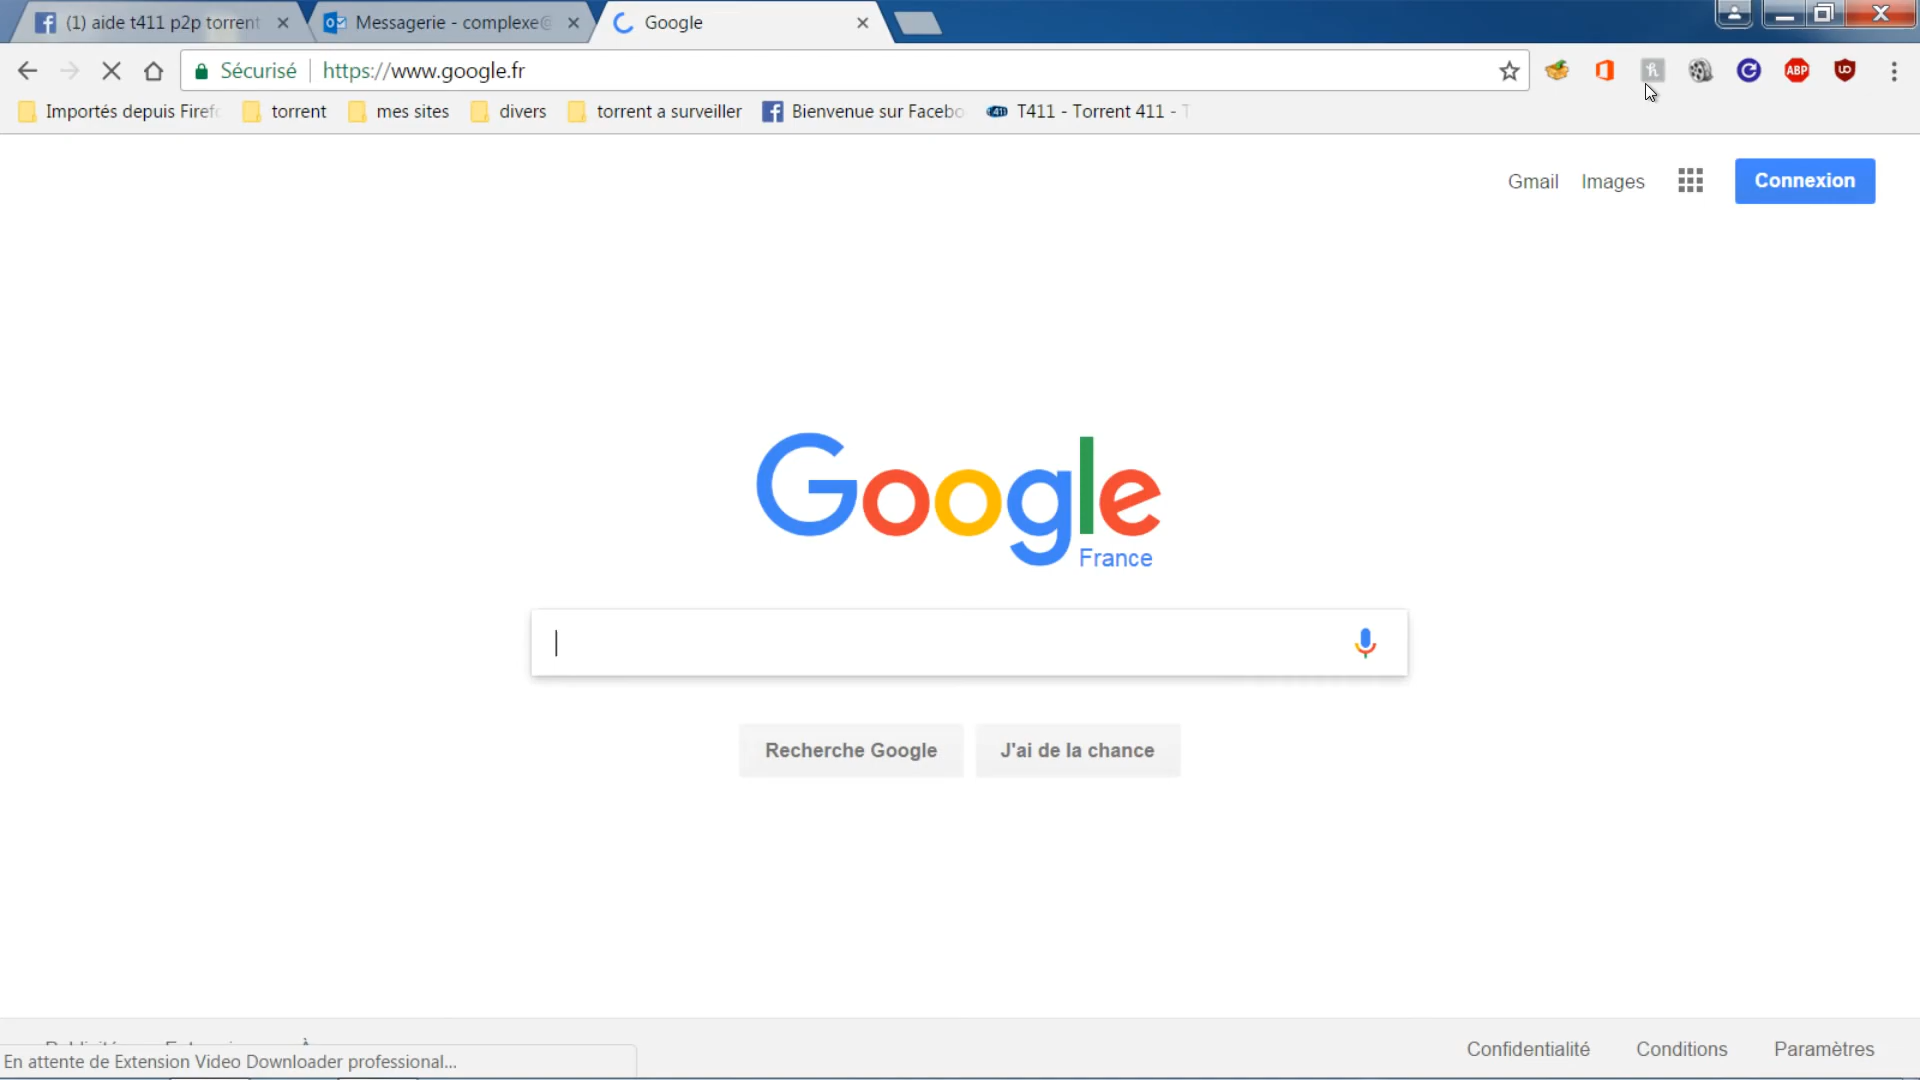 (1) aide t411 p2p torrent
Messagerie - complexe@
Google
Sécurisé
https://www.google.fr
ABP
Importés depuis Firef
torrent
mes sites
divers
torrent a surveiller
Bienvenue sur Facebo
T411 - Torrent 411 - T
Gmail
Images
Connexion
Google
France
Recherche Google
J'ai de la chance
En attente de Extension Video Downloader professional...
Confidentialité
Conditions
Paramètres